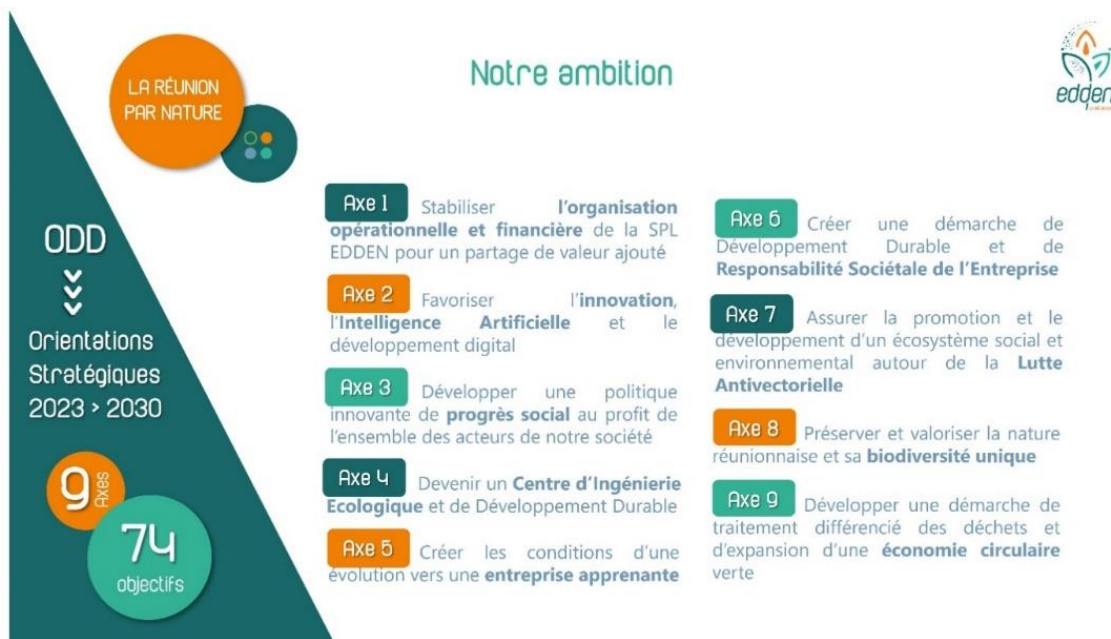 LA RÉUNION
PAR NATURE
Notre ambition
edden
ODD
Orientations
Stratégiques
2023 > 2030
9
Axes
74
objectifs
Axe 1 Stabiliser l'organisation
opérationnelle et financière de la SPL
EDDEN pour un partage de valeur ajouté
Axe 2 Favoriser l'innovation,
l'Intelligence Artificielle et le
développement digital
Axe 3 Développer une politique
innovante de progrès social au profit de
l'ensemble des acteurs de notre société
Axe 4 Devenir un Centre d'Ingénierie
Ecologique et de Développement Durable
Axe 5 Créer les conditions d'une
évolution vers une entreprise apprenante
Axe 6 Créer une démarche de
Développement Durable et de
Responsabilité Sociétale de l'Entreprise
Axe 7 Assurer la promotion et le
développement d'un écosystème social et
environnemental autour de la Lutte
Antivectorielle
Axe 8 Préserver et valoriser la nature
réunionnaise et sa biodiversité unique
Axe 9 Développer une démarche de
traitement différencié des déchets et
d'expansion d'une économie circulaire
verte